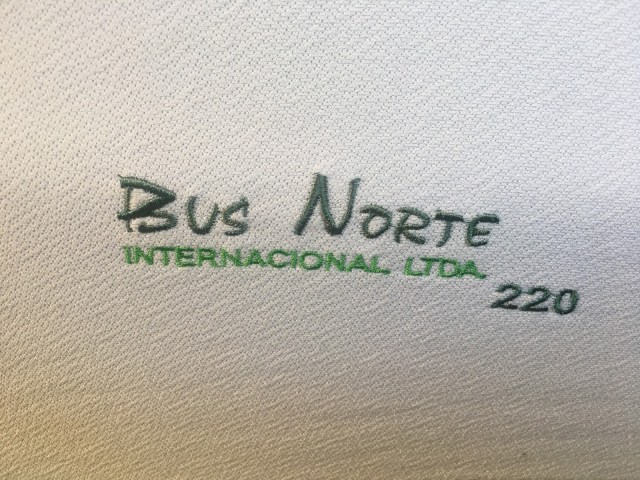 Bus Norte
INTERNACIONAL LTDA.
220